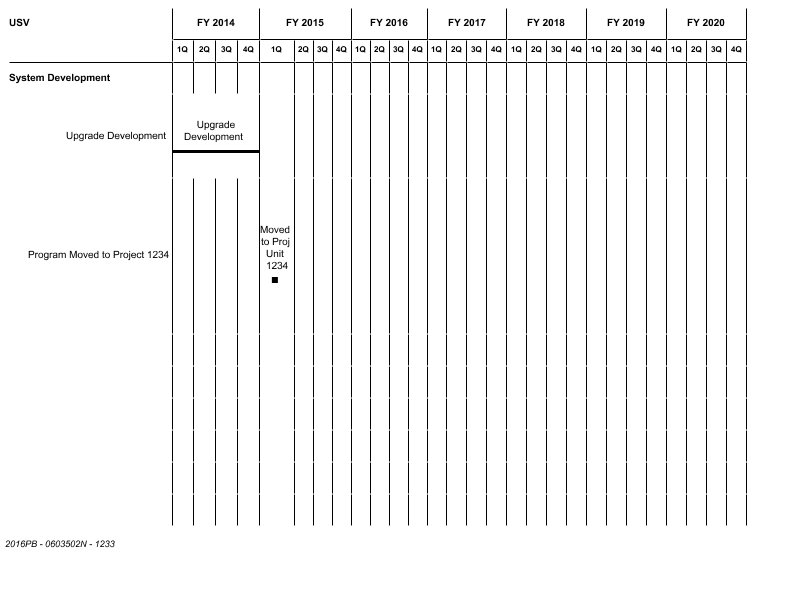 USV FY 2014 FY 2015 FY 2016 FY 2017 FY 2018 FY 2019 FY 2020
1Q 2Q 3Q 4Q 1Q 2Q 3Q 4Q 1Q 2Q 3Q 4Q 1Q 2Q 3Q 4Q 1Q 2Q 3Q 4Q 1Q 2Q 3Q 4Q 1Q 2Q 3Q 4Q
System Development
Upgrade Development
Upgrade
Development
Program Moved to Project 1234
Moved
to Proj
Unit
1234
2016PB - 0603502N - 1233